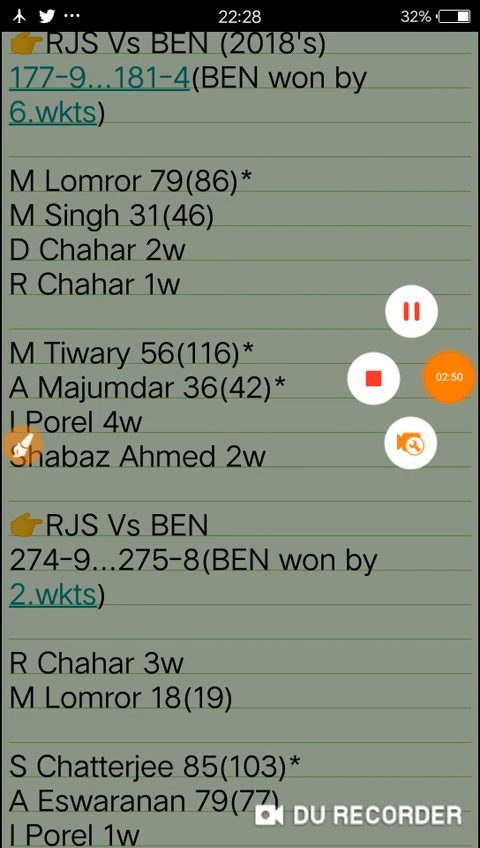 22:28
32%
👉RJS Vs BEN (2018's)
177-9...181-4(BEN won by
6.wkts)
M Lomror 79(86)*
M Singh 31(46)
D Chahar 2w
R Chahar 1w
M Tiwary 56(116)*
A Majumdar 36(42)*
02:50
I Porel 4w
Shabaz Ahmed 2w
👉RJS Vs BEN
274-9...275-8(BEN won by
2.wkts)
R Chahar 3w
M Lomror 18(19)
S Chatterjee 85(103)*
A Eswaranan 79(77)
DU RECORDER
I Porel 1w